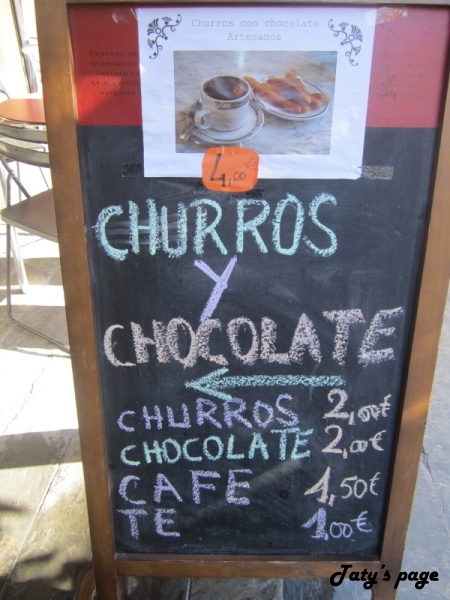 Churros con chocolate
Artesanos
4,00
CHURROS
Y
CHOCOLATE
CHURROS 2,00€
CHOCOLATE 2,00€
CAFE 1,50€
TE 1,00€
Taty's page